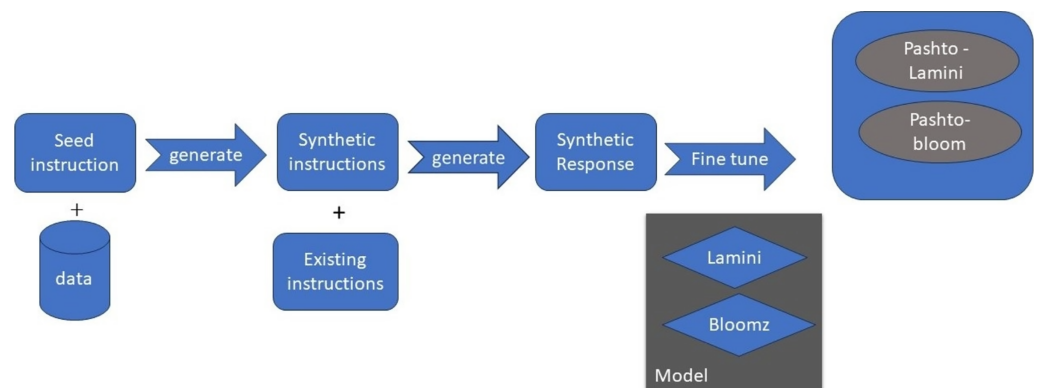 Seed
instruction
+
data
generate
Synthetic
instructions
+
Existing
instructions
generate
Synthetic
Response
Fine tune
Lamini
Bloomz
Model
Pashto -
Lamini
Pashto-
bloom